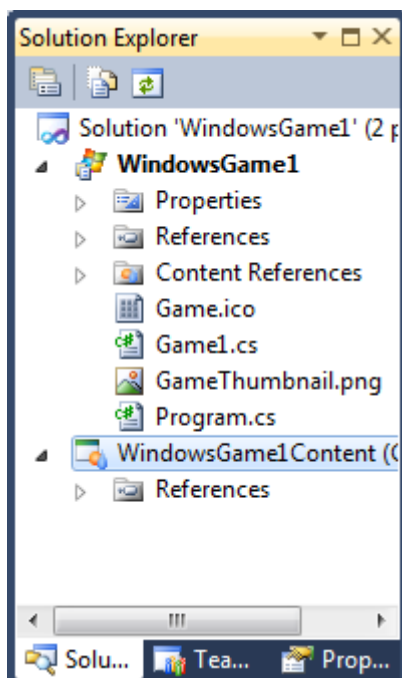 Solution Explorer
Solution 'WindowsGame1' (2 p
WindowsGame1
Properties
References
Content References
Game.ico
Game1.cs
GameThumbnail.png
Program.cs
WindowsGame1Content (C
References
Solu... Tea... Prop...